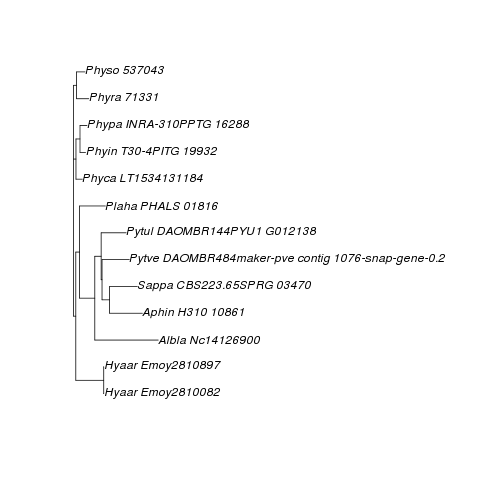 Physo 537043
Phyra 71331
Phypa INRA-310PPTG 16288
Phyin T30-4PITG 19932
Phyca LT1534131184
Plaha PHALS 01816
Pytul DAOMBR144PYU1 G012138
Pytve DAOMBR484maker-pve contig 1076-snap-gene-0.2
Sappa CBS223.65SPRG 03470
Aphin H310 10861
Albla Nc14126900
Hyaar Emoy2810897
Hyaar Emoy2810082